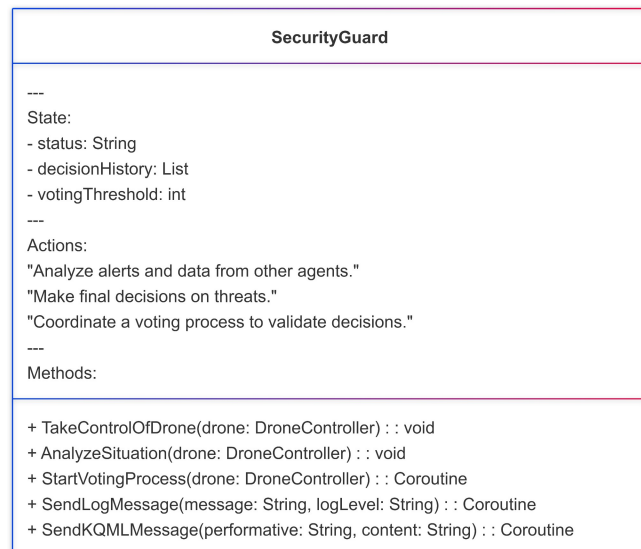 SecurityGuard
---
State:
- status: String
- decisionHistory: List
- votingThreshold: int
---
Actions:
"Analyze alerts and data from other agents."
"Make final decisions on threats."
"Coordinate a voting process to validate decisions."
---
Methods:
+ TakeControlOfDrone(drone: DroneController) : : void
+ AnalyzeSituation(drone: DroneController) : : void
+ StartVotingProcess(drone: DroneController) : : Coroutine
+ SendLogMessage(message: String, logLevel: String) : : Coroutine
+ SendKQMLMessage(performative: String, content: String) : : Coroutine